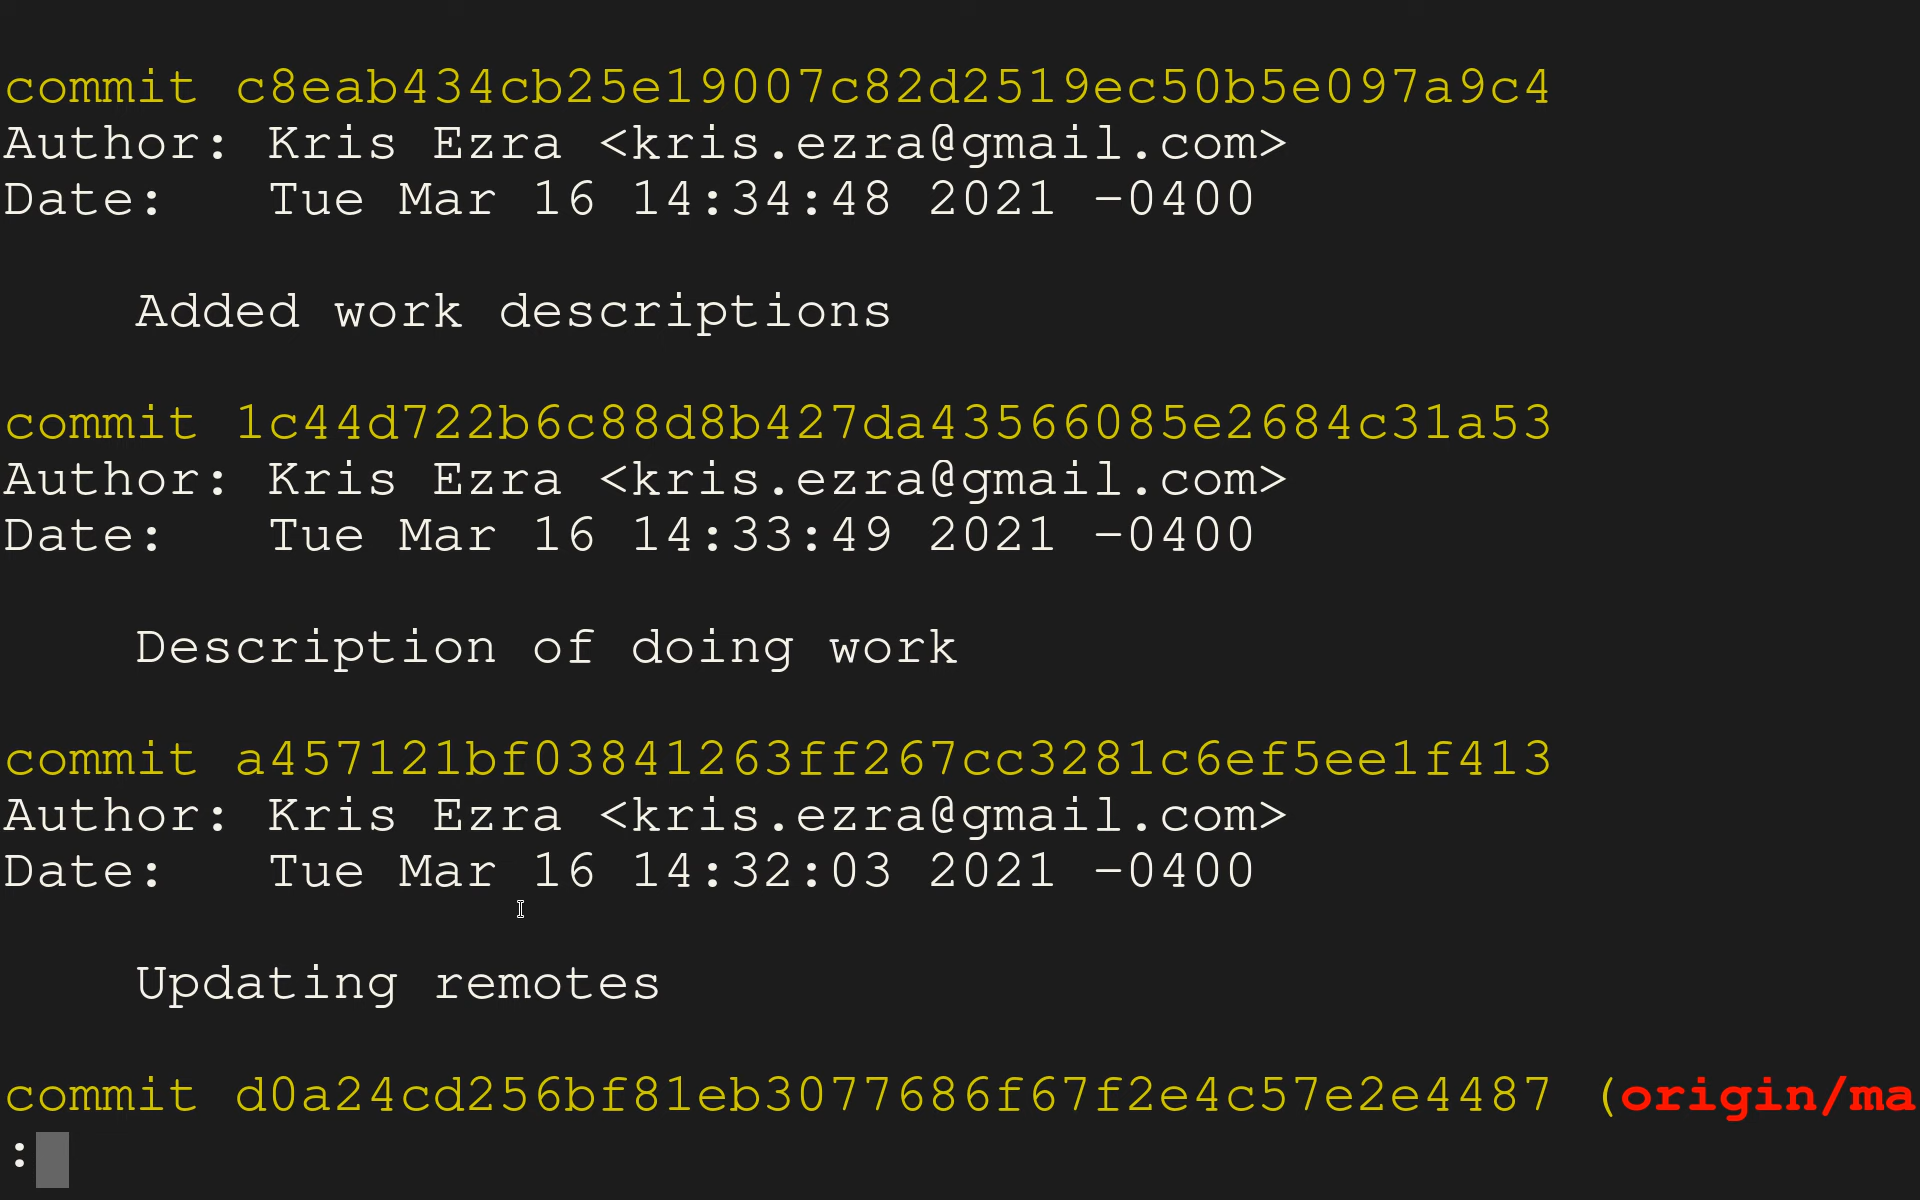 commit c8eab434cb25e19007c82d2519ec50b5e097a9c4
Author: Kris Ezra <kris.ezra@gmail.com>
Date:   Tue Mar 16 14:34:48 2021 -0400
Added work descriptions
commit 1c44d722b6c88d8b427da43566085e2684c31a53
Author: Kris Ezra <kris.ezra@gmail.com>
Date:   Tue Mar 16 14:33:49 2021 -0400
Description of doing work
commit a457121bf03841263ff267cc3281c6ef5ee1f413
Author: Kris Ezra <kris.ezra@gmail.com>
Date:   Tue Mar 16 14:32:03 2021 -0400
Updating remotes
commit d0a24cd256bf81eb3077686f67f2e4c57e2e4487 (origin/ma
: